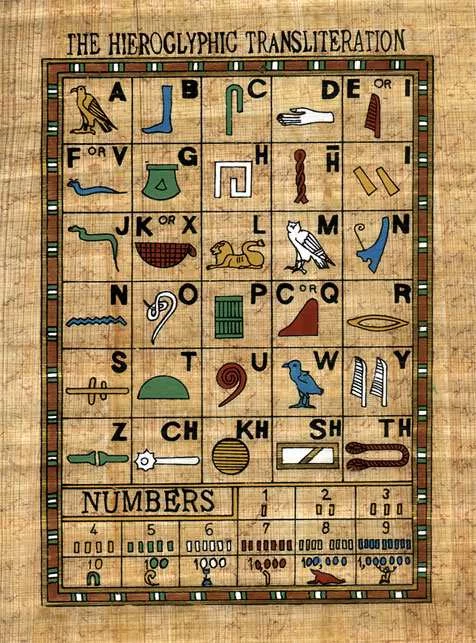 THE HIEROGLYPHIC TRANSLITERATION
A B C D E OR I
F OR V G H H̄ I
J K OR X L M N
N O P C OR Q R
S T U W Y
Z CH KH SH TH
NUMBERS 1 2 3
4 5 6 7 8 9
10 100 1000 10,000 100,000 1,000,000